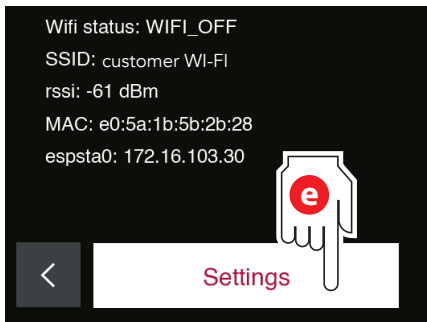 Wifi status: WIFI_OFF
SSID: customer WI-FI
rssi: -61 dBm
MAC: e0:5a:1b:5b:2b:28
espsta0: 172.16.103.30
e
Settings